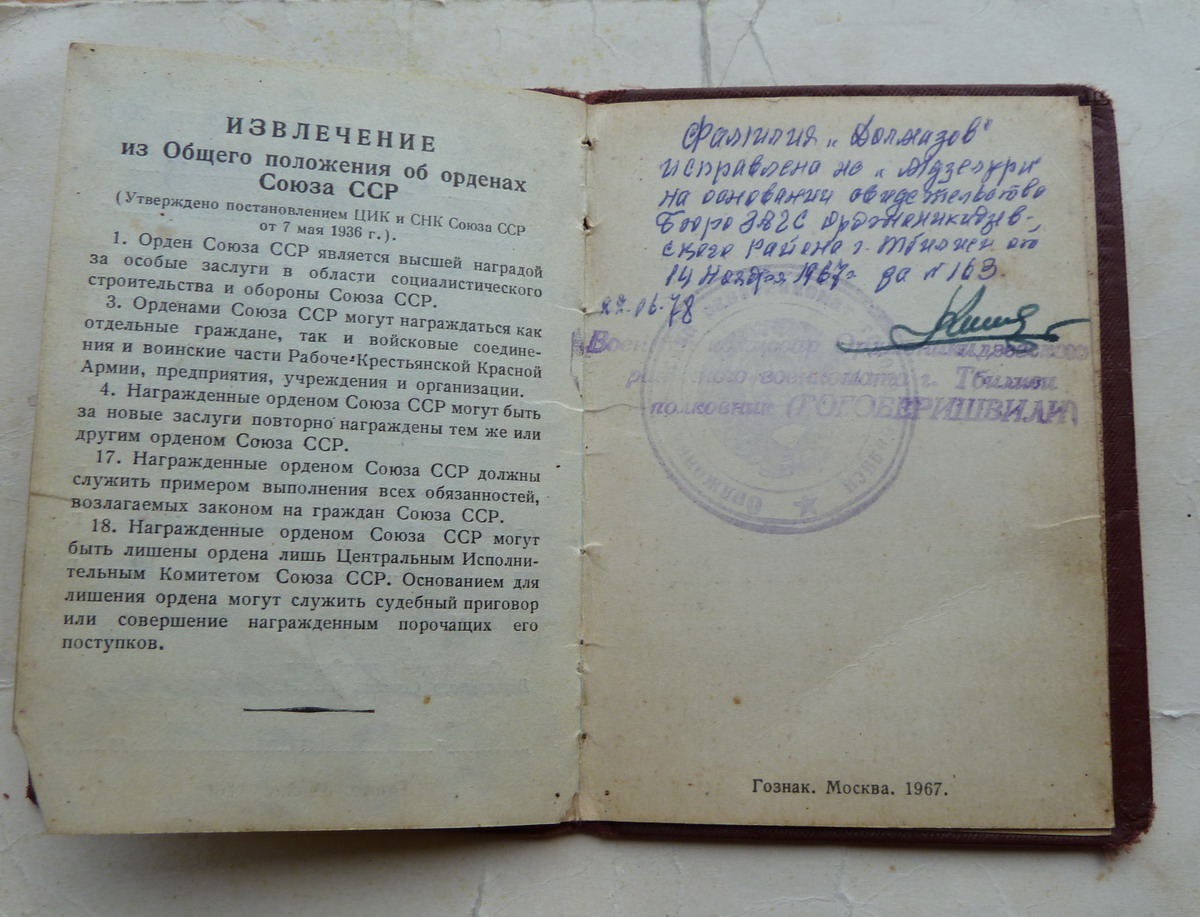 ИЗВЛЕЧЕНИЕ
из Общего положения об орденах
Союза ССР
(Утверждено постановлением ЦИК и СНК Союза ССР
от 7 мая 1936 г.).
1. Орден Союза ССР является высшей наградой
за особые заслуги в области социалистического
строительства и обороны Союза ССР.
3. Орденами Союза ССР могут награждаться как
отдельные граждане, так и войсковые соедине-
ния и воинские части Рабоче-Крестьянской Красной
Армии, предприятия, учреждения и организации.
4. Награжденные орденом Союза ССР могут быть
за новые заслуги повторно награждены тем же или
другим орденом Союза ССР.
17. Награжденные орденом Союза ССР должны
служить примером выполнения всех обязанностей,
возлагаемых законом на граждан Союза ССР.
18. Награжденные орденом Союза ССР могут
быть лишены ордена лишь Центральным Исполни-
тельным Комитетом Союза ССР. Основанием для
лишения ордена могут служить судебный приговор
или совершение награжденным порочащих его
поступков.
Фамилия „Долмазов"
исправлена на „Мзезури
на основании свидетельства
Бюро ЗАГС Орджоникидзев-
ского района г. Тбилиси от
14 Ноября 1967г за № 163.
27.06.78
Военный комиссар Орджоникидзевского
районного военкомата г. Тбилиси
полковник (ГОГОБЕРИШВИЛИ)
Гознак. Москва. 1967.